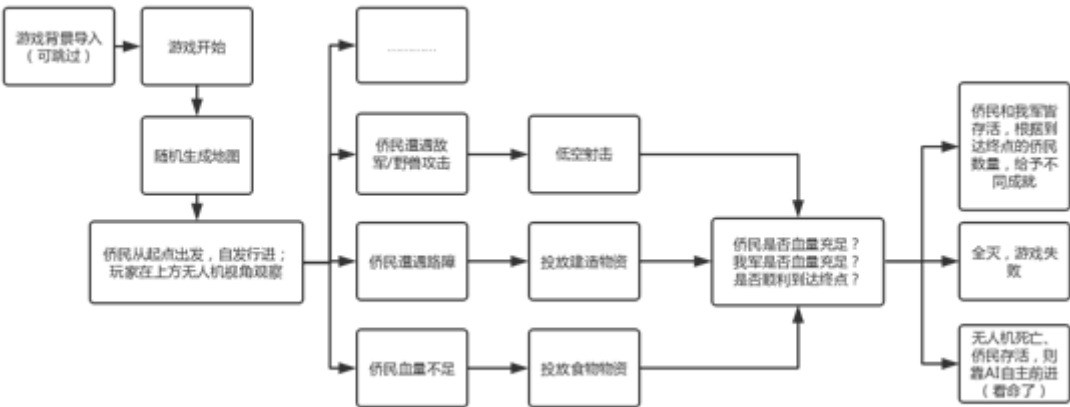 游戏背景导入
（可跳过）
游戏开始
随机生成地图
侨民从起点出发，自发行进；
玩家在上方无人机视角观察
…………
侨民遭遇敌
军/野兽攻击
低空射击
侨民遭遇路障
投放建造物资
侨民血量不足
投放食物物资
侨民是否血量充足？
我军是否血量充足？
是否顺利到达终点？
侨民和我军皆
存活，根据到
达终点的侨民
数量，给予不
同成就
全灭，游戏失
败
无人机死亡、
侨民存活，则
靠AI自主前进
（看命了）